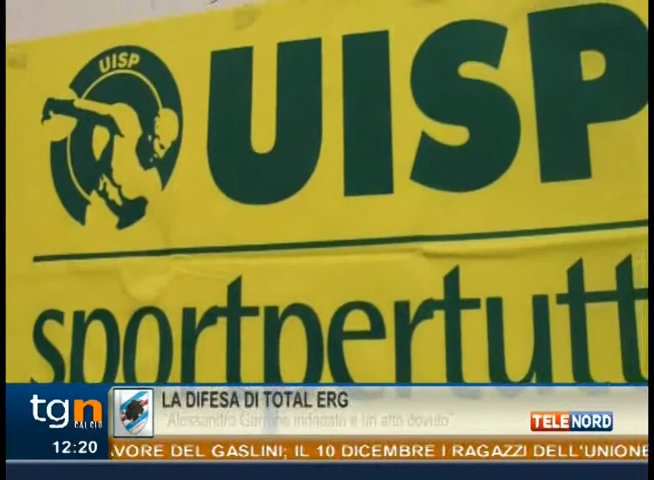 UISP
UISP
sportpertutt
tgn
CALCIO
12:20
LA DIFESA DI TOTAL ERG
"Alessandro Garrone indagato è un atto dovuto"
TELENORD
AVORE DEL GASLINI; IL 10 DICEMBRE I RAGAZZI DELL'UNIONE